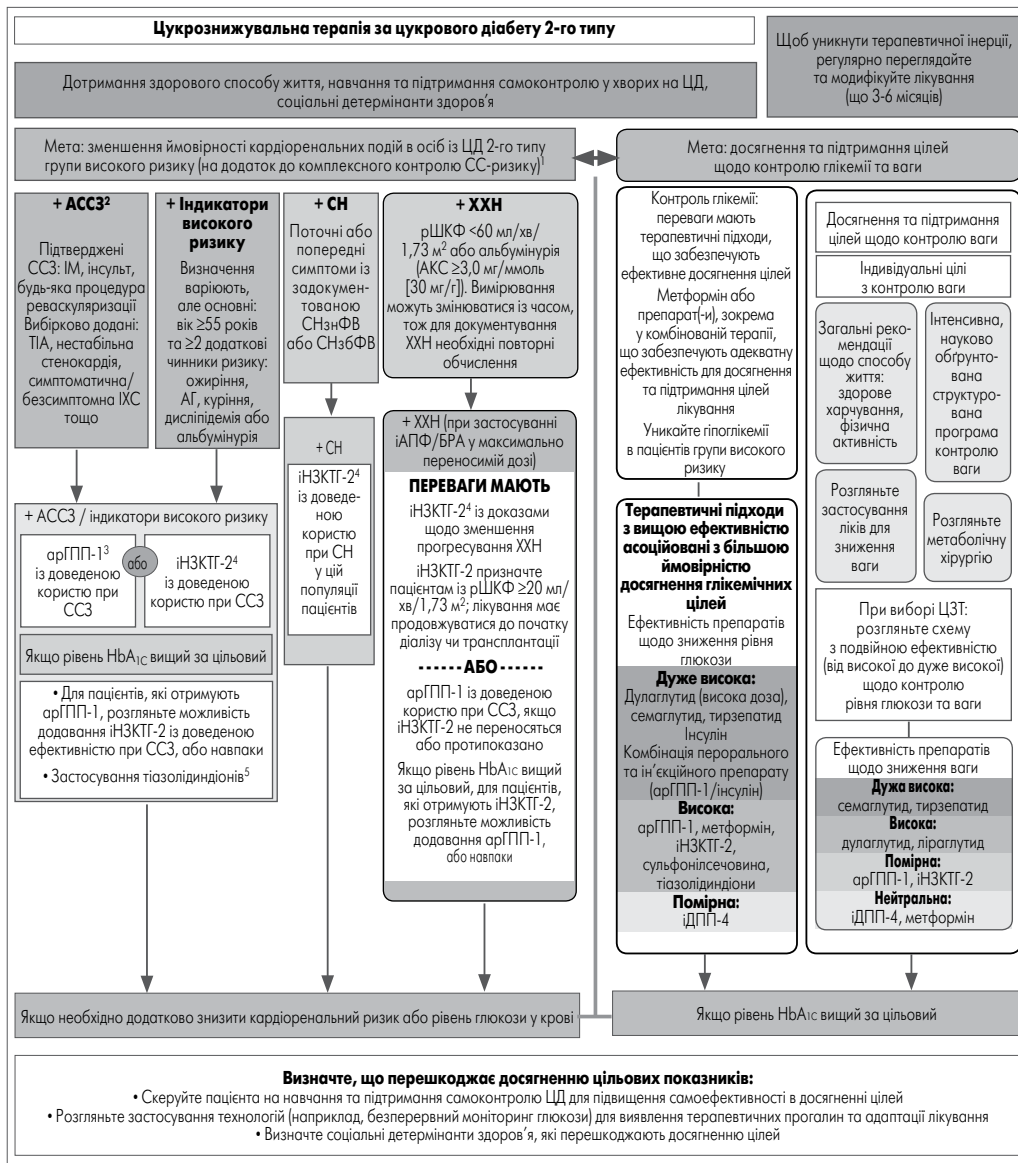 Цукрознижувальна терапія за цукрового діабету 2-го типу
Щоб уникнути терапевтичної інерції,
регулярно переглядайте
та модифікуйте лікування
(що 3-6 місяців)
Дотримання здорового способу життя, навчання та підтримання самоконтролю у хворих на ЦД,
соціальні детермінанти здоров’я
Мета: зменшення ймовірності кардіоренальних подій в осіб із ЦД 2-го типу
групи високого ризику (на додаток до комплексного контролю СС-ризику)¹
Мета: досягнення та підтримання цілей
щодо контролю глікемії та ваги
+ АССЗ²
Підтверджені
ССЗ: ІМ, інсульт,
будь-яка процедура
реваскуляризації
Вибірково додані:
ТІА, нестабільна
стенокардія,
симптоматична/
безсимптомна ІХС
тощо
+ Індикатори
високого
ризику
Визначення
варіюють,
але основні:
вік ≥55 років
та ≥2 додаткові
чинники ризику:
ожиріння,
АГ, куріння,
дисліпідемія або
альбумінурія
+ СН
Поточні або
попередні
симптоми із
задокумен-
тованою
СНзнФВ
або СНзбФВ
+ ХХН
рШКФ <60 мл/хв/
1,73 м² або альбумінурія
(АКС ≥3,0 мг/ммоль
[30 мг/г]). Вимірювання
можуть змінюватися із часом,
тож для документування
ХХН необхідні повторні
обчислення
+ АССЗ / індикатори високого ризику
арГПП-1³
із доведеною
користю при
ССЗ
або
іНЗКТГ-2⁴
із доведеною
користю при ССЗ
Якщо рівень HbA1C вищий за цільовий
• Для пацієнтів, які отримують
арГПП-1, розгляньте можливість
додавання іНЗКТГ-2 із доведеною
ефективністю при ССЗ, або навпаки
• Застосування тіазолідиндіонів⁵
+ СН
іНЗКТГ-2⁴
із доведе-
ною
користю
при СН
у цій
популяції
пацієнтів
+ ХХН (при застосуванні
іАПФ/БРА у максимально
переносимій дозі)
ПЕРЕВАГИ МАЮТЬ
іНЗКТГ-2⁴ із доказами
щодо зменшення
прогресування ХХН
іНЗКТГ-2 призначте
пацієнтам із рШКФ ≥20 мл/
хв/1,73 м²; лікування має
продовжуватися до початку
діалізу чи трансплантації
------АБО------
арГПП-1 із доведеною
користю при ССЗ, якщо
іНЗКТГ-2 не переносяться
або протипоказано
Якщо рівень HbA1C вищий
за цільовий, для пацієнтів,
які отримують іНЗКТГ-2,
розгляньте можливість
додавання арГПП-1,
або навпаки
Контроль глікемії:
переваги мають
терапевтичні підходи,
що забезпечують
ефективне досягнення цілей
Метформін або
препарат(-и), зокрема
у комбінованій терапії,
що забезпечують адекватну
ефективність для досягнення
та підтримання цілей
лікування
Уникайте гіпоглікемії
в пацієнтів групи високого
ризику
Терапевтичні підходи
з вищою ефективністю
асоційовані з більшою
ймовірністю
досягнення глікемічних
цілей
Ефективність препаратів
щодо зниження рівня
глюкози
Дуже висока:
Дулаглутид (висока доза),
семаглутид, тирзепатид
Інсулін
Комбінація перорального
та ін’єкційного препарату
(арГПП-1/інсулін)
Висока:
арГПП-1, метформін,
іНЗКТГ-2,
сульфонілсечовина,
тіазолідиндіони
Помірна:
іДПП-4
Досягнення та підтримання
цілей щодо контролю ваги
Індивідуальні цілі
з контролю ваги
Загальні реко-
мендації
щодо способу
життя:
здорове
харчування,
фізична
активність
Інтенсивна,
науково
обґрунто-
вана
структуро-
вана
програма
контролю
ваги
Розгляньте
застосування
ліків для
зниження
ваги
Розгляньте
метаболічну
хірургію
При виборі ЦЗТ:
розгляньте схему
з подвійною ефективністю
(від високої до дуже високої)
щодо контролю
рівня глюкози та ваги
Ефективність препаратів
щодо зниження ваги
Дужа висока:
семаглутид, тирзепатид
Висока:
дулаглутид, ліраглутид
Помірна:
арГПП-1, іНЗКТГ-2
Нейтральна:
іДПП-4, метформін
Якщо необхідно додатково знизити кардіоренальний ризик або рівень глюкози у крові
Якщо рівень HbA1C вищий за цільовий
Визначте, що перешкоджає досягненню цільових показників:
• Скеруйте пацієнта на навчання та підтримання самоконтролю ЦД для підвищення самоефективності в досягненні цілей
• Розгляньте застосування технологій (наприклад, безперервний моніторинг глюкози) для виявлення терапевтичних прогалин та адаптації лікування
• Визначте соціальні детермінанти здоров’я, які перешкоджають досягненню цілей